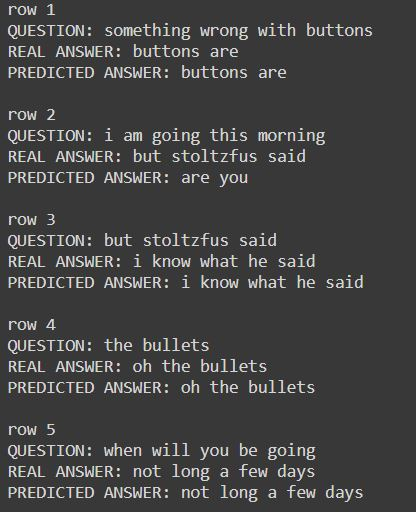 row 1
QUESTION: something wrong with buttons
REAL ANSWER: buttons are
PREDICTED ANSWER: buttons are
row 2
QUESTION: i am going this morning
REAL ANSWER: but stoltzfus said
PREDICTED ANSWER: are you
row 3
QUESTION: but stoltzfus said
REAL ANSWER: i know what he said
PREDICTED ANSWER: i know what he said
row 4
QUESTION: the bullets
REAL ANSWER: oh the bullets
PREDICTED ANSWER: oh the bullets
row 5
QUESTION: when will you be going
REAL ANSWER: not long a few days
PREDICTED ANSWER: not long a few days